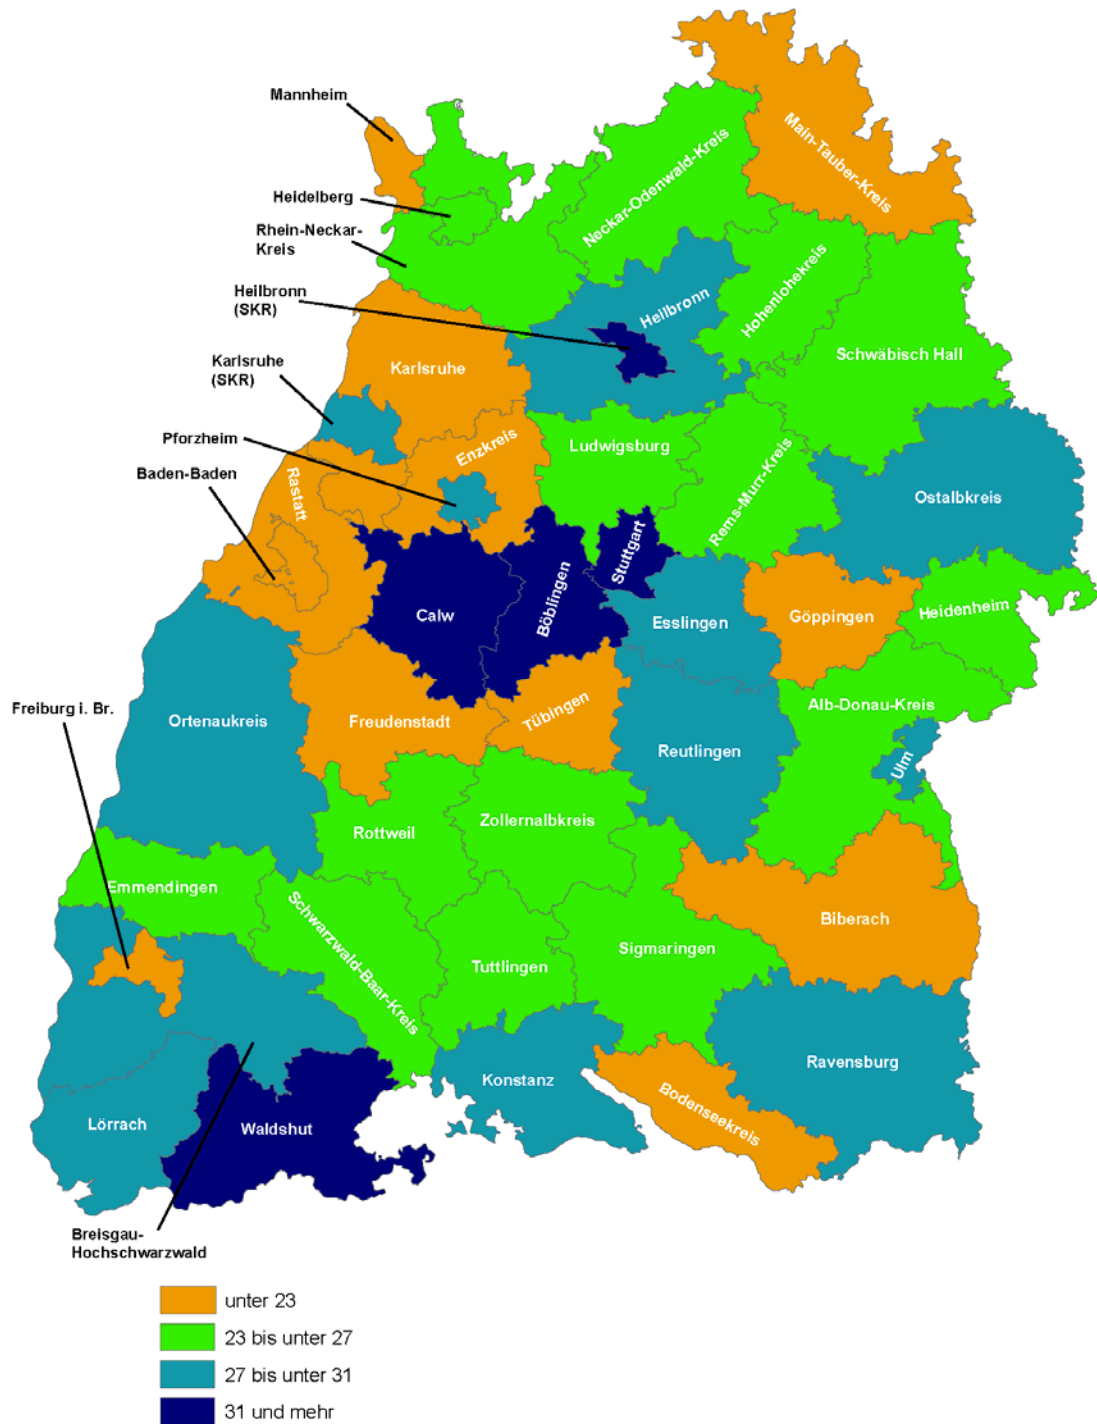 Mannheim
Main-Tauber-Kreis
Neckar-Odenwald-Kreis
Heidelberg
Rhein-Neckar-
Kreis
Hohenlohekreis
Heilbronn
(SKR)
Heilbronn
Schwäbisch Hall
Karlsruhe
(SKR)
Karlsruhe
Pforzheim
Enzkreis
Ludwigsburg
Rems-Murr-Kreis
Baden-Baden
Rastatt
Ostalbkreis
Stuttgart
Böblingen
Calw
Esslingen
Göppingen
Heidenheim
Freiburg i. Br.
Ortenaukreis
Freudenstadt
Tübingen
Alb-Donau-Kreis
Reutlingen
Ulm
Rottweil
Zollernalbkreis
Emmendingen
Schwarzwald-Baar-Kreis
Biberach
Sigmaringen
Tuttlingen
Ravensburg
Konstanz
Bodenseekreis
Lörrach
Waldshut
Breisgau-
Hochschwarzwald
unter 23
23 bis unter 27
27 bis unter 31
31 und mehr